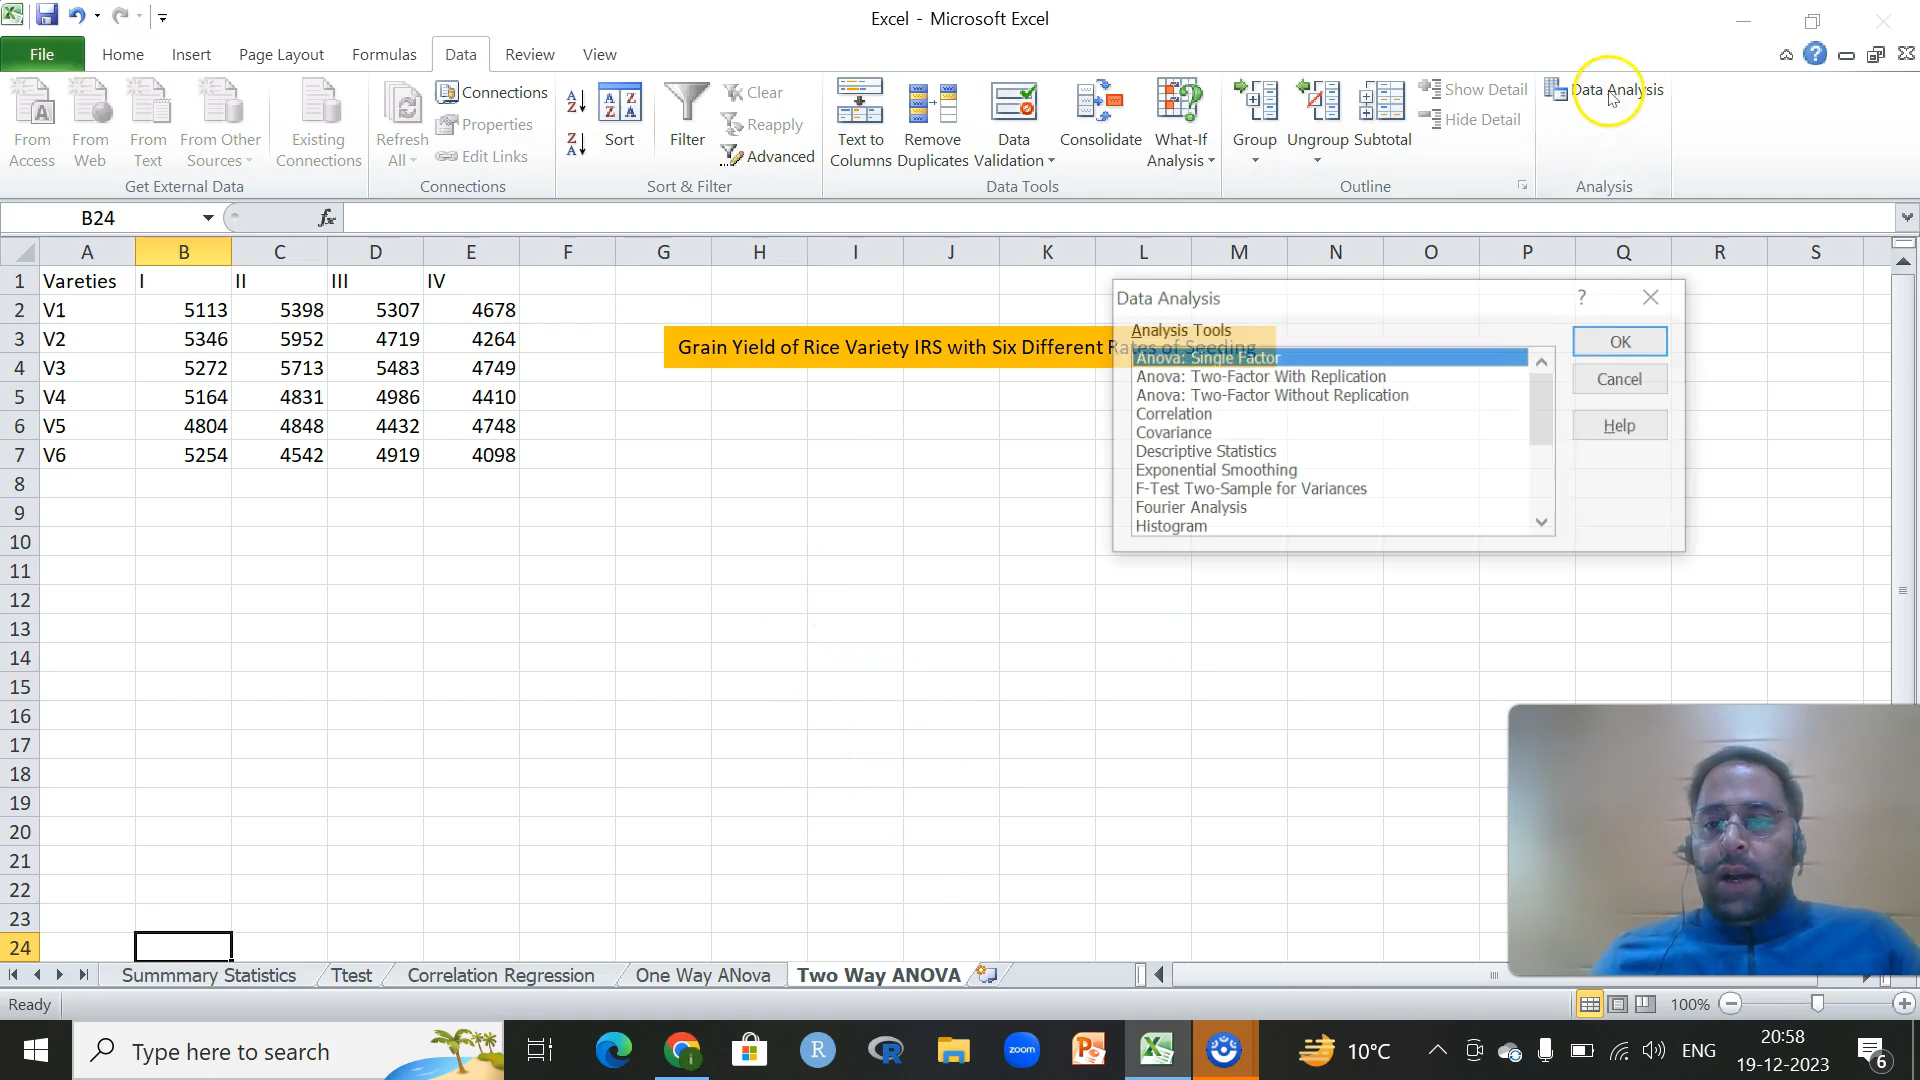 Excel - Microsoft Excel
File Home Insert Page Layout Formulas Data Review View
From Access
From Web
From Text
From Other Sources
Existing Connections
Get External Data
Refresh All
Connections
Properties
Edit Links
Connections
Sort
Filter
Clear
Reapply
Advanced
Sort & Filter
Text to Columns
Remove Duplicates
Data Validation
Consolidate
What-If Analysis
Data Tools
Group
Ungroup
Subtotal
Show Detail
Hide Detail
Outline
Data Analysis
Analysis
B24 fx
A B C D E F G H I J K L M N O P Q R S
1 Vareties I II III IV
2 V1 5113 5398 5307 4678
3 V2 5346 5952 4719 4264
4 V3 5272 5713 5483 4749
5 V4 5164 4831 4986 4410
6 V5 4804 4848 4432 4748
7 V6 5254 4542 4919 4098
8
9
10
11
12
13
14
15
16
17
18
19
20
21
22
23
24
Grain Yield of Rice Variety IRS with Six Different Rates of Seeding
Data Analysis ?
Analysis Tools
Anova: Single Factor
Anova: Two-Factor With Replication
Anova: Two-Factor Without Replication
Correlation
Covariance
Descriptive Statistics
Exponential Smoothing
F-Test Two-Sample for Variances
Fourier Analysis
Histogram
OK
Cancel
Help
Summmary Statistics Ttest Correlation Regression One Way ANova Two Way ANOVA
Ready 100%
Type here to search
zoom
10°C
ENG
20:58
19-12-2023
6